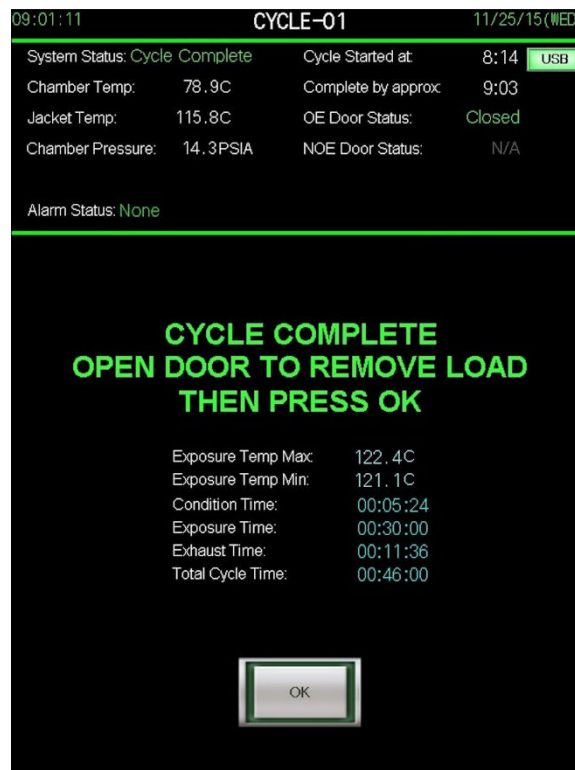 09:01:11 CYCLE-01 11/25/15(WED
System Status: Cycle Complete Cycle Started at: 8:14 USB
Chamber Temp: 78.9C Complete by approx: 9:03
Jacket Temp: 115.8C OE Door Status: Closed
Chamber Pressure: 14.3PSIA NOE Door Status: N/A
Alarm Status: None
CYCLE COMPLETE
OPEN DOOR TO REMOVE LOAD
THEN PRESS OK
Exposure Temp Max: 122.4C
Exposure Temp Min: 121.1C
Condition Time: 00:05:24
Exposure Time: 00:30:00
Exhaust Time: 00:11:36
Total Cycle Time: 00:46:00
OK